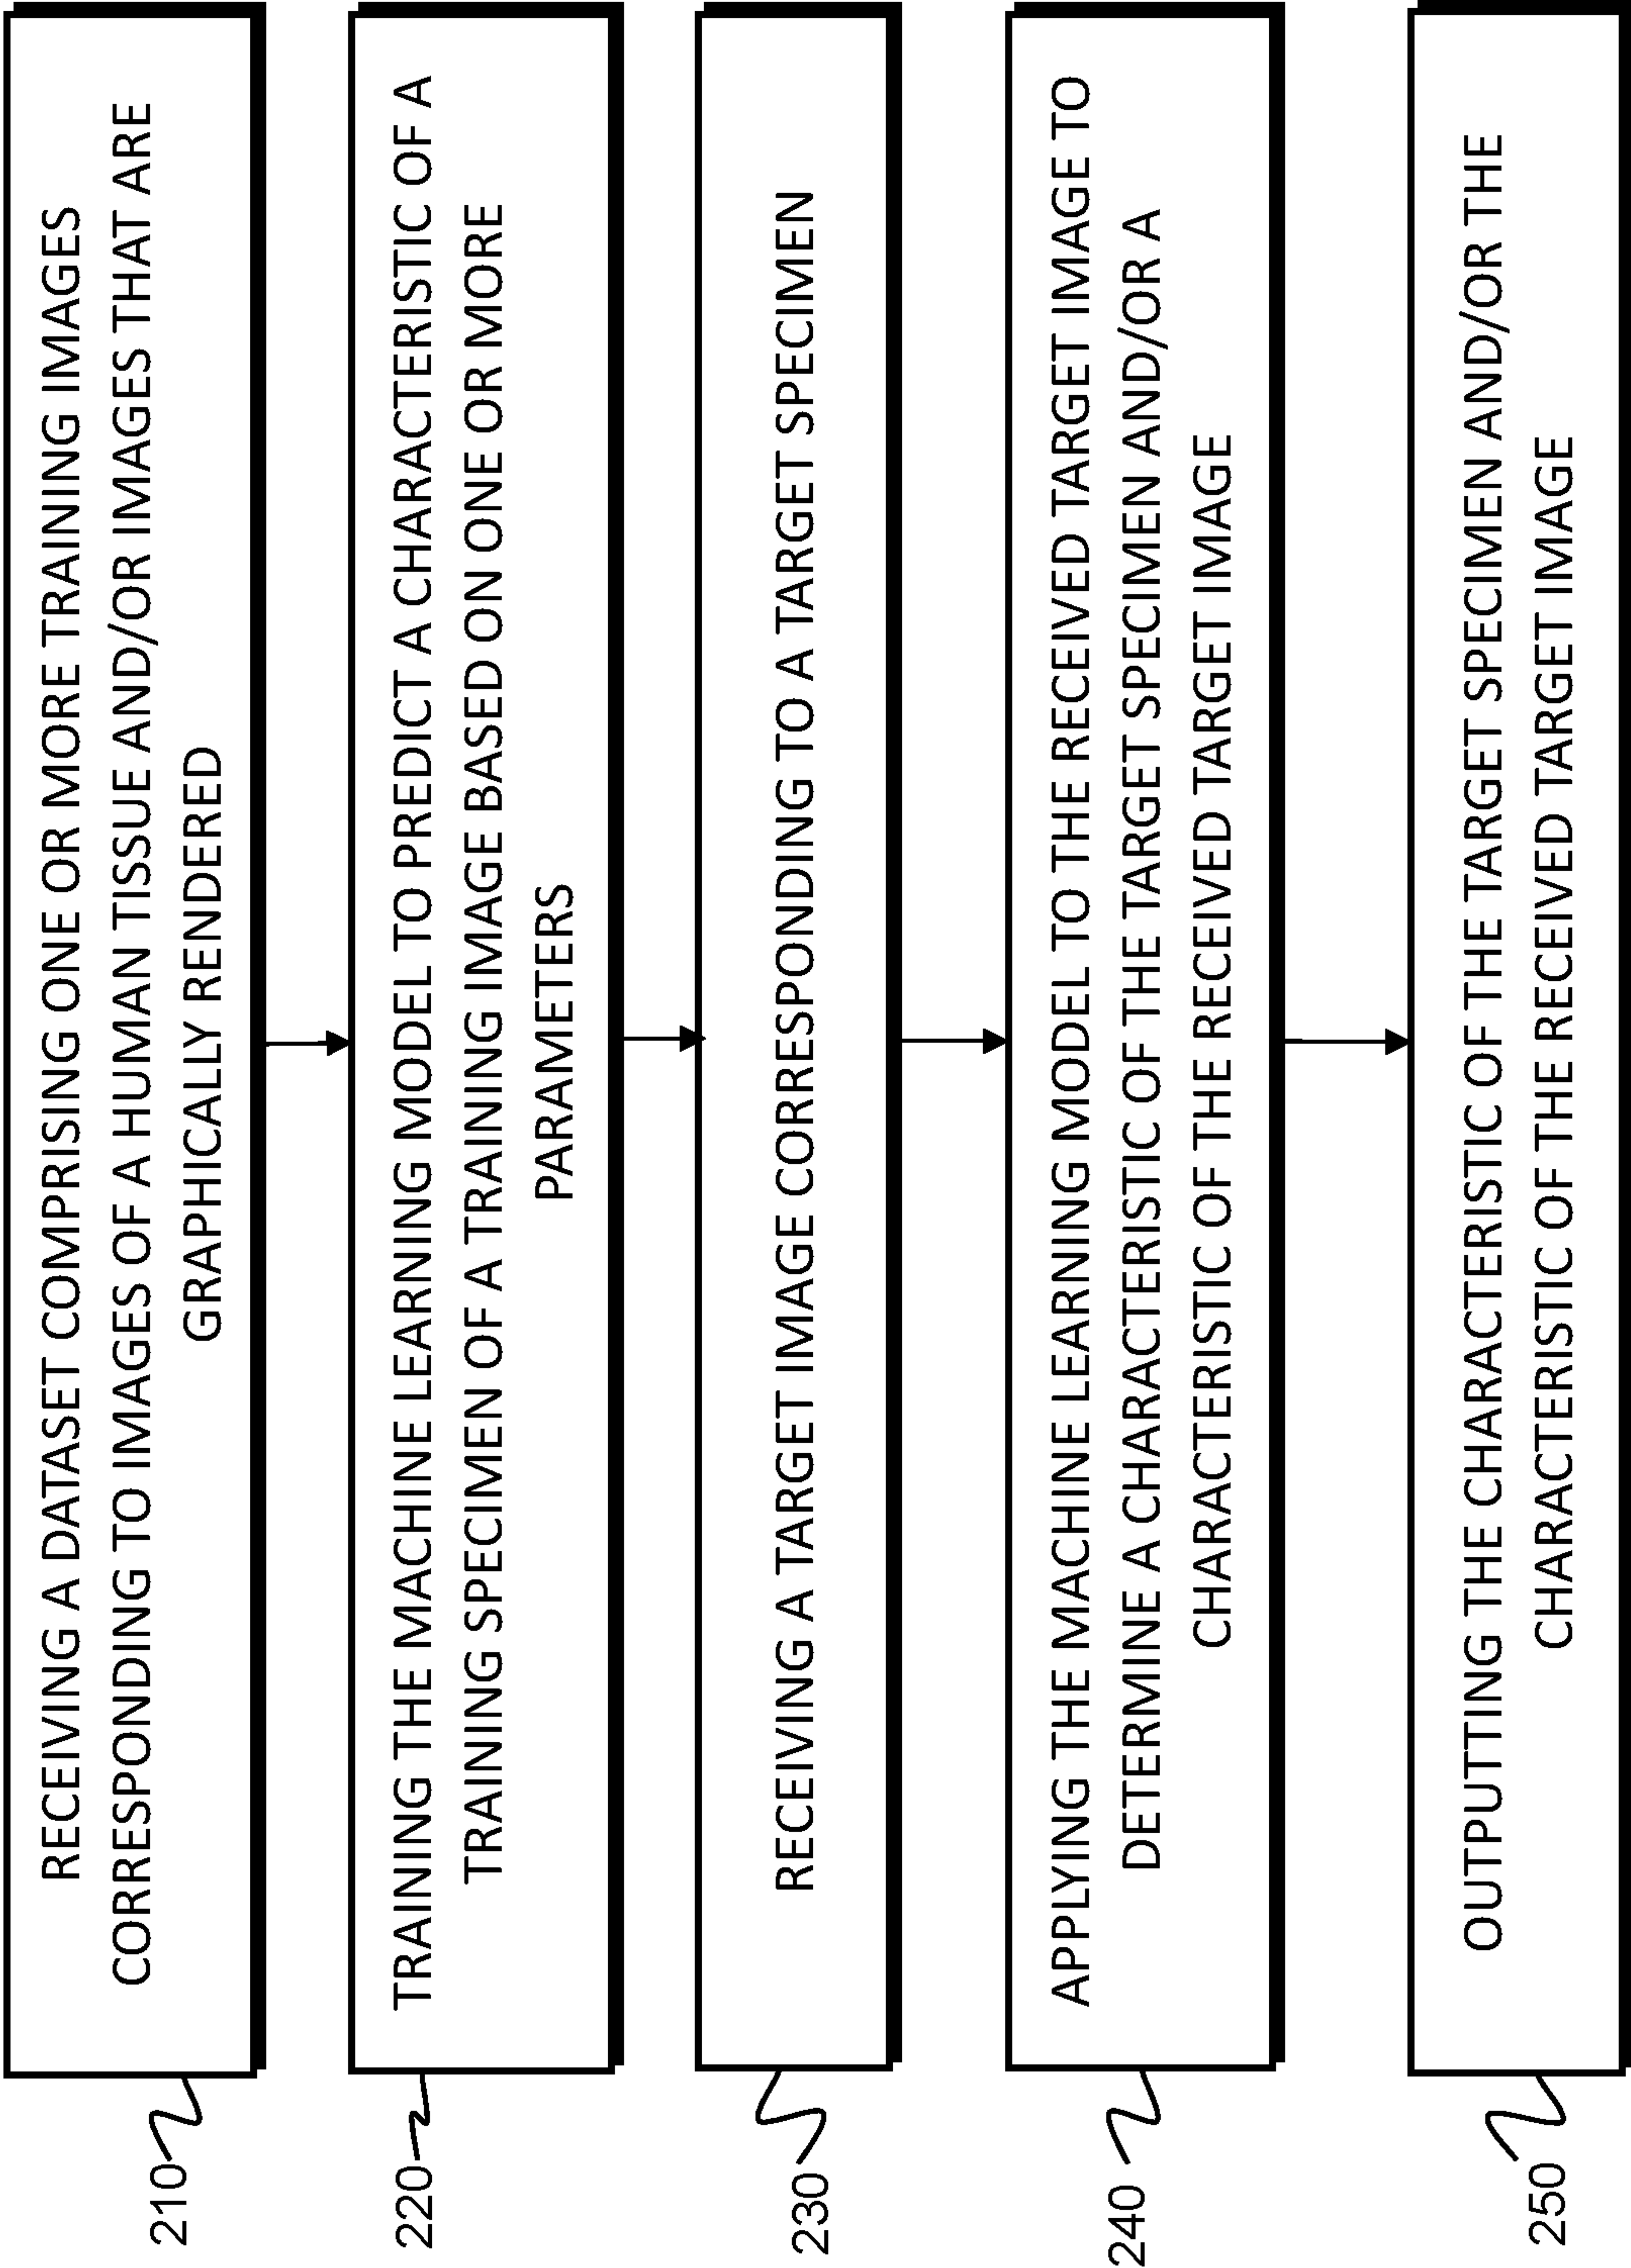 210
RECEIVING A DATASET COMPRISING ONE OR MORE TRAINING IMAGES
CORRESPONDING TO IMAGES OF A HUMAN TISSUE AND/OR IMAGES THAT ARE
GRAPHICALLY RENDERED
220
TRAINING THE MACHINE LEARNING MODEL TO PREDICT A CHARACTERISTIC OF A
TRAINING SPECIMEN OF A TRAINING IMAGE BASED ON ONE OR MORE
PARAMETERS
230
RECEIVING A TARGET IMAGE CORRESPONDING TO A TARGET SPECIMEN
240
APPLYING THE MACHINE LEARNING MODEL TO THE RECEIVED TARGET IMAGE TO
DETERMINE A CHARACTERISTIC OF THE TARGET SPECIMEN AND/OR A
CHARACTERISTIC OF THE RECEIVED TARGET IMAGE
250
OUTPUTTING THE CHARACTERISTIC OF THE TARGET SPECIMEN AND/OR THE
CHARACTERISTIC OF THE RECEIVED TARGET IMAGE